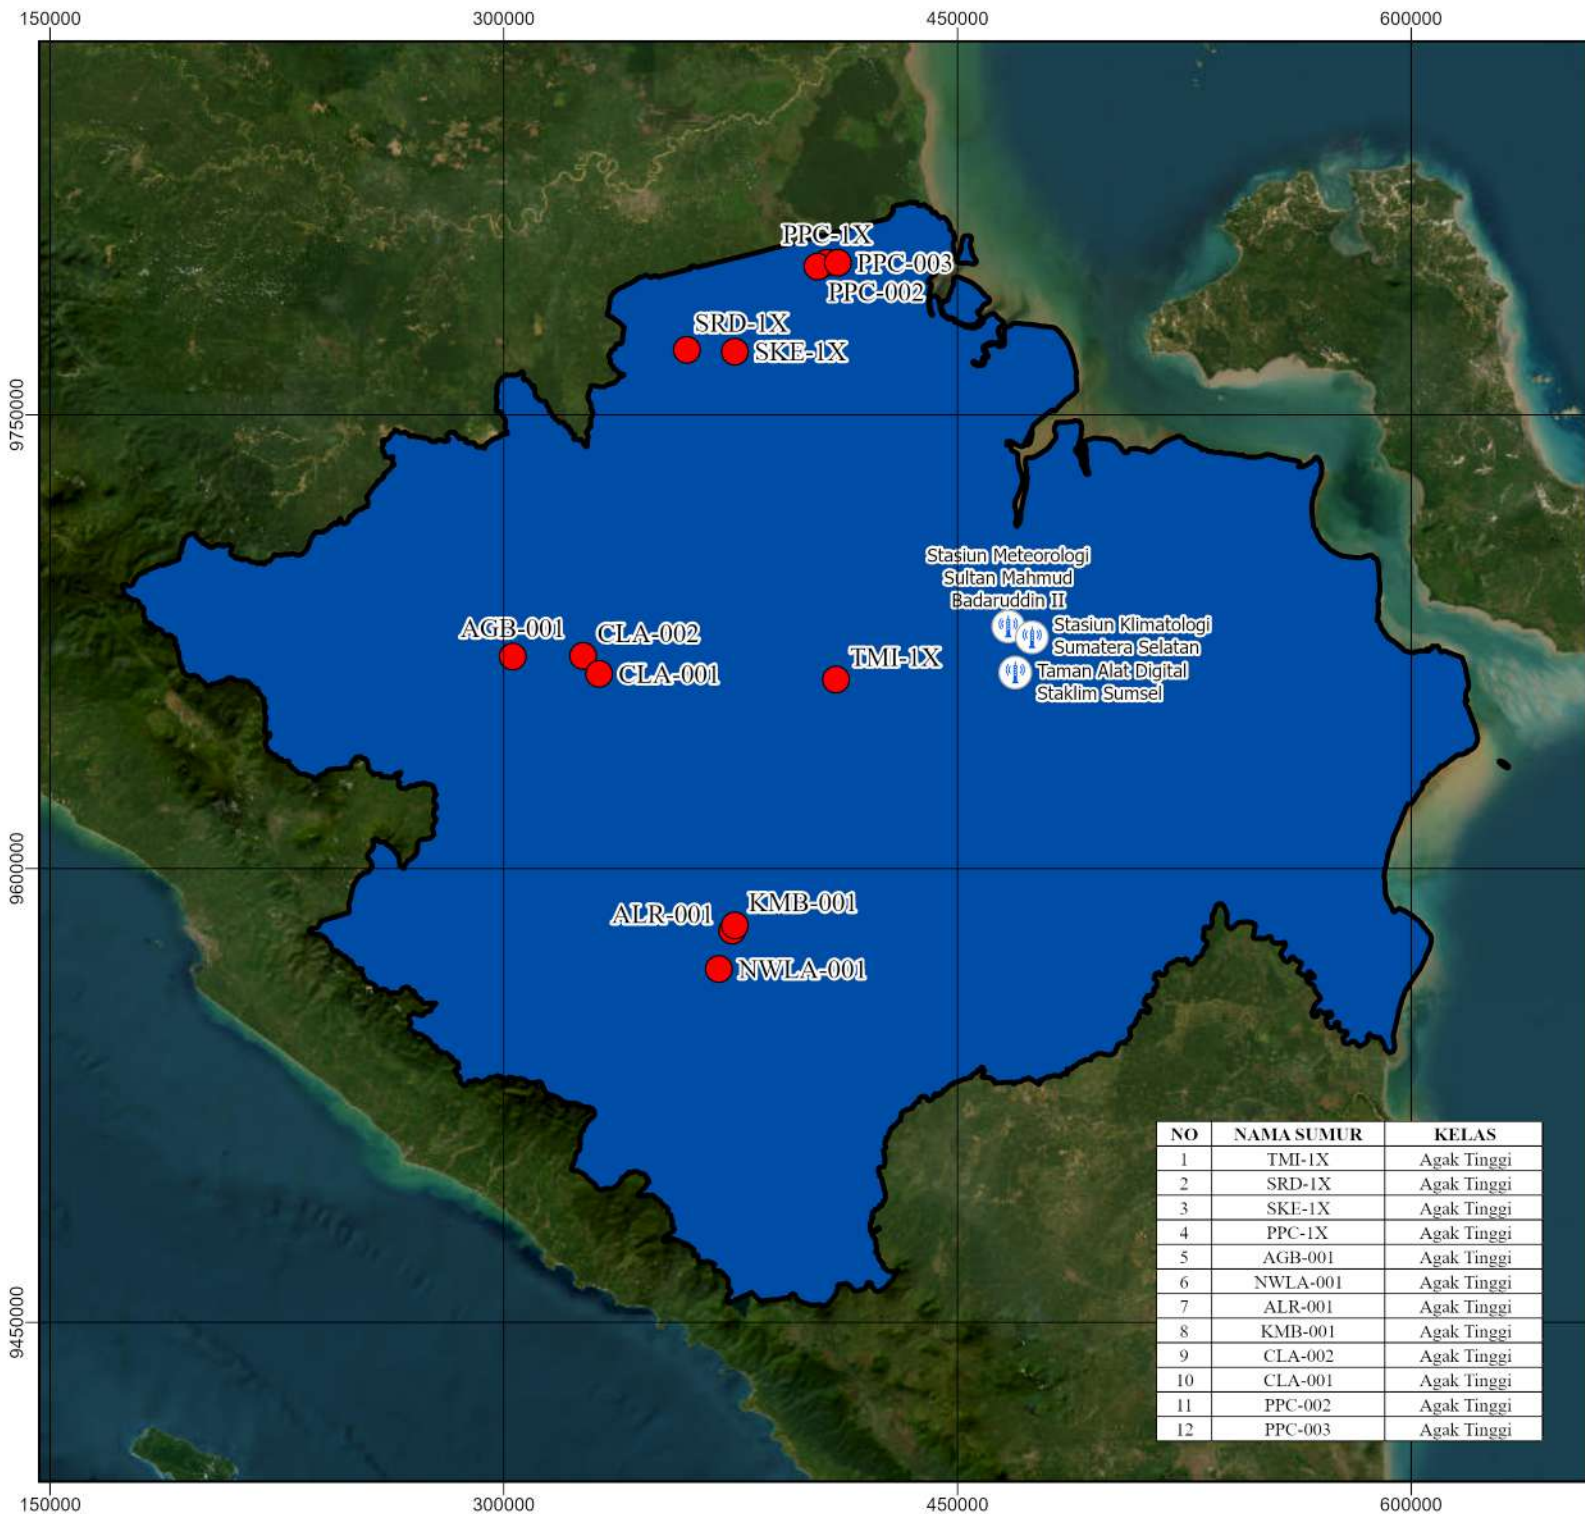 150000 300000 450000 600000
PPC-1X
PPC-003
PPC-002
SRD-1X
SKE-1X
9750000
Stasiun Meteorologi
Sultan Mahmud
Badaruddin II
Stasiun Klimatologi
Sumatera Selatan
Taman Alat Digital
Staklim Sumsel
AGB-001
CLA-002
CLA-001
TMI-1X
9600000
KMB-001
ALR-001
NWLA-001
NO NAMA SUMUR KELAS
1 TMI-1X Agak Tinggi
2 SRD-1X Agak Tinggi
3 SKE-1X Agak Tinggi
4 PPC-1X Agak Tinggi
5 AGB-001 Agak Tinggi
6 NWLA-001 Agak Tinggi
7 ALR-001 Agak Tinggi
8 KMB-001 Agak Tinggi
9 CLA-002 Agak Tinggi
10 CLA-001 Agak Tinggi
11 PPC-002 Agak Tinggi
12 PPC-003 Agak Tinggi
9450000
150000 300000 450000 600000